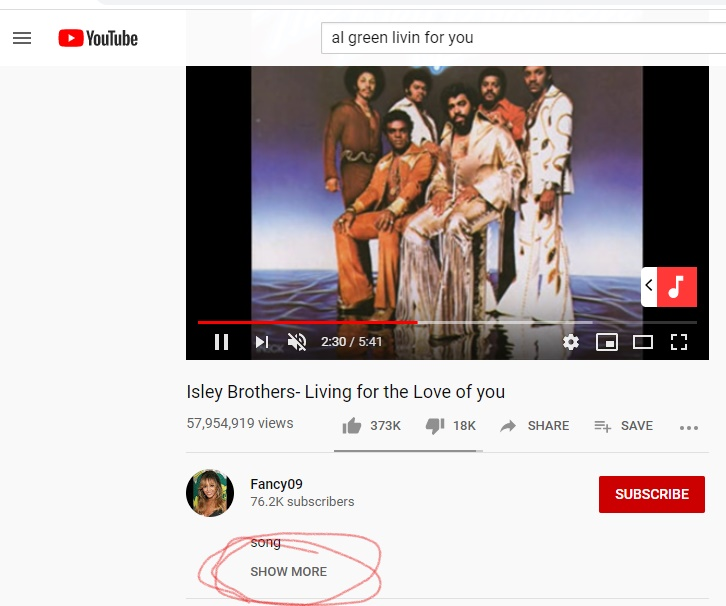 YouTube
al green livin for you
2:30 / 5:41
Isley Brothers- Living for the Love of you
57,954,919 views
373K
18K
SHARE
SAVE
Fancy09
76.2K subscribers
SUBSCRIBE
song
SHOW MORE